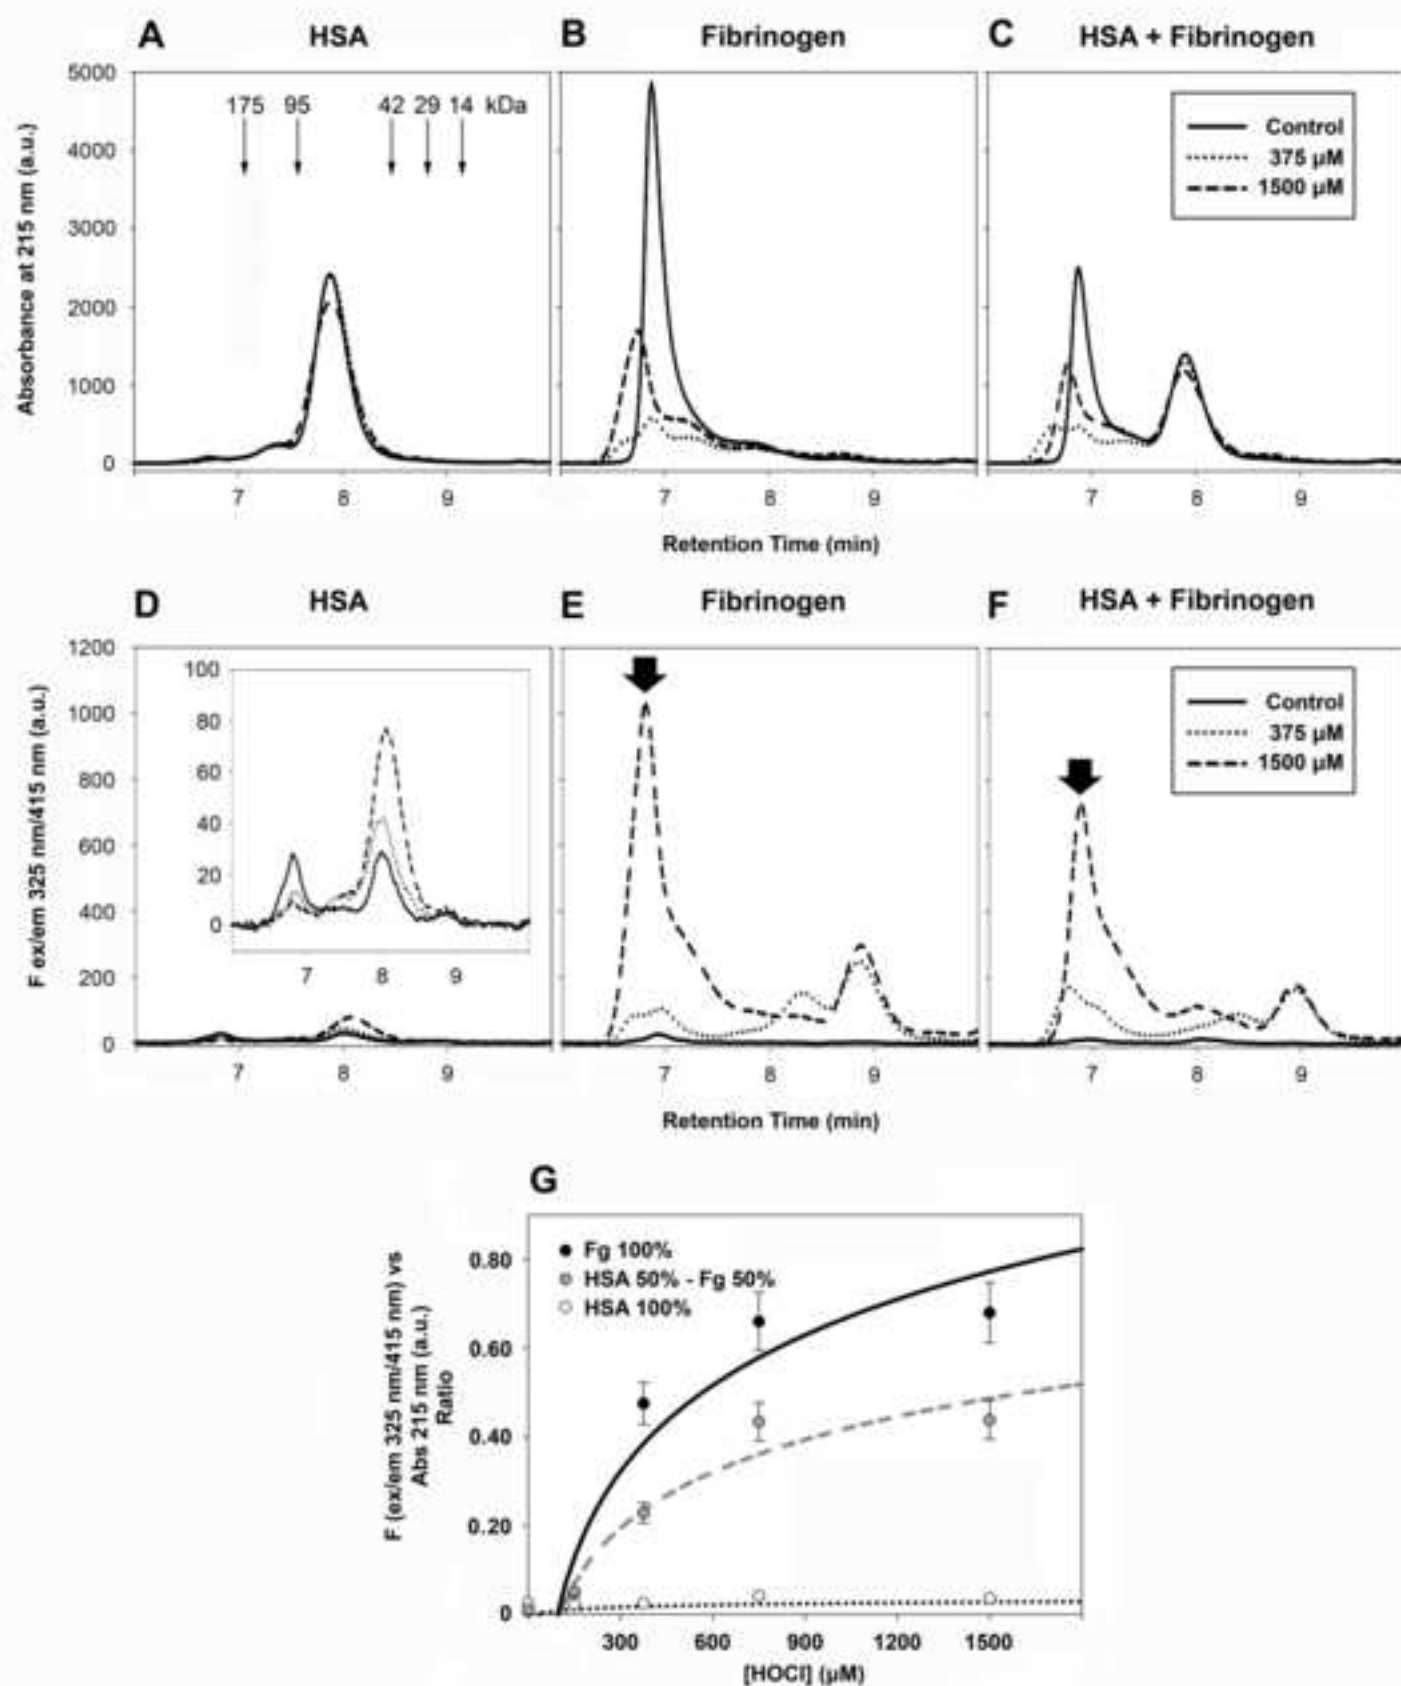 A HSA B Fibrinogen C HSA + Fibrinogen
5000
4000
3000
2000
1000
0
Absorbance at 215 nm (a.u.)
175 95 42 29 14 kDa
Control
375 µM
1500 µM
7 8 9 7 8 9 7 8 9
Retention Time (min)
D HSA E Fibrinogen F HSA + Fibrinogen
1200
1000
800
600
400
200
0
F ex/em 325 nm/415 nm (a.u.)
100
80
60
40
20
0
7 8 9
Control
375 µM
1500 µM
7 8 9 7 8 9 7 8 9
Retention Time (min)
G
F (ex/em 325 nm/415 nm) vs
Abs 215 nm (a.u.)
Ratio
0.80
0.60
0.40
0.20
0
Fg 100%
HSA 50% - Fg 50%
HSA 100%
300 600 900 1200 1500
[HOCl] (µM)